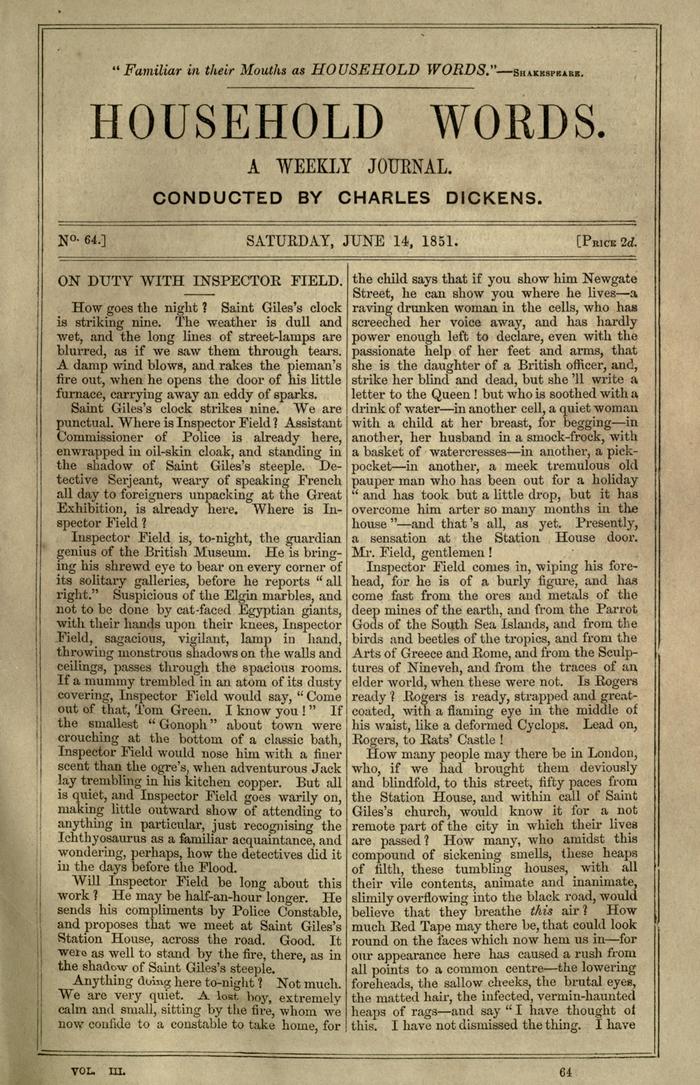 “ Familiar in their Mouths as HOUSEHOLD WORDS.”—SHAKESPEARE.
HOUSEHOLD WORDS.
A WEEKLY JOURNAL.
CONDUCTED BY CHARLES DICKENS.
No. 64.] SATURDAY, JUNE 14, 1851. [PRICE 2d.
ON DUTY WITH INSPECTOR FIELD.
How goes the night ? Saint Giles’s clock
is striking nine. The weather is dull and
wet, and the long lines of street-lamps are
blurred, as if we saw them through tears.
A damp wind blows, and rakes the pieman’s
fire out, when he opens the door of his little
furnace, carrying away an eddy of sparks.
Saint Giles’s clock strikes nine. We are
punctual. Where is Inspector Field ? Assistant
Commissioner of Police is already here,
enwrapped in oil-skin cloak, and standing in
the shadow of Saint Giles’s steeple. De-
tective Serjeant, weary of speaking French
all day to foreigners unpacking at the Great
Exhibition, is already here. Where is In-
spector Field ?
Inspector Field is, to-night, the guardian
genius of the British Museum. He is bring-
ing his shrewd eye to bear on every corner of
its solitary galleries, before he reports “ all
right.” Suspicious of the Elgin marbles, and
not to be done by cat-faced Egyptian giants,
with their hands upon their knees, Inspector
Field, sagacious, vigilant, lamp in hand,
throwing monstrous shadows on the walls and
ceilings, passes through the spacious rooms.
If a mummy trembled in an atom of its dusty
covering, Inspector Field would say, “ Come
out of that, Tom Green. I know you ! ” If
the smallest “ Gonoph ” about town were
crouching at the bottom of a classic bath,
Inspector Field would nose him with a finer
scent than the ogre’s, when adventurous Jack
lay trembling in his kitchen copper. But all
is quiet, and Inspector Field goes warily on,
making little outward show of attending to
anything in particular, just recognising the
Ichthyosaurus as a familiar acquaintance, and
wondering, perhaps, how the detectives did it
in the days before the Flood.
Will Inspector Field be long about this
work ? He may be half-an-hour longer. He
sends his compliments by Police Constable,
and proposes that we meet at Saint Giles’s
Station House, across the road. Good. It
were as well to stand by the fire, there, as in
the shadow of Saint Giles’s steeple.
Anything doing here to-night ? Not much.
We are very quiet. A lost boy, extremely
calm and small, sitting by the fire, whom we
now confide to a constable to take home, for
the child says that if you show him Newgate
Street, he can show you where he lives—a
raving drunken woman in the cells, who has
screeched her voice away, and has hardly
power enough left to declare, even with the
passionate help of her feet and arms, that
she is the daughter of a British officer, and,
strike her blind and dead, but she ’ll write a
letter to the Queen ! but who is soothed with a
drink of water—in another cell, a quiet woman
with a child at her breast, for begging—in
another, her husband in a smock-frock, with
a basket of watercresses—in another, a pick-
pocket—in another, a meek tremulous old
pauper man who has been out for a holiday
“ and has took but a little drop, but it has
overcome him arter so many months in the
house ”—and that ’s all, as yet. Presently,
a sensation at the Station House door.
Mr. Field, gentlemen !
Inspector Field comes in, wiping his fore-
head, for he is of a burly figure, and has
come fast from the ores and metals of the
deep mines of the earth, and from the Parrot
Gods of the South Sea Islands, and from the
birds and beetles of the tropics, and from the
Arts of Greece and Rome, and from the Sculp-
tures of Nineveh, and from the traces of an
elder world, when these were not. Is Rogers
ready ? Rogers is ready, strapped and great-
coated, with a flaming eye in the middle of
his waist, like a deformed Cyclops. Lead on,
Rogers, to Rats’ Castle !
How many people may there be in London,
who, if we had brought them deviously
and blindfold, to this street, fifty paces from
the Station House, and within call of Saint
Giles’s church, would know it for a not
remote part of the city in which their lives
are passed ? How many, who amidst this
compound of sickening smells, these heaps
of filth, these tumbling houses, with all
their vile contents, animate and inanimate,
slimily overflowing into the black road, would
believe that they breathe this air ? How
much Red Tape may there be, that could look
round on the faces which now hem us in—for
our appearance here has caused a rush from
all points to a common centre—the lowering
foreheads, the sallow cheeks, the brutal eyes,
the matted hair, the infected, vermin-haunted
heaps of rags—and say “ I have thought of
this. I have not dismissed the thing. I have
VOL. III. 64